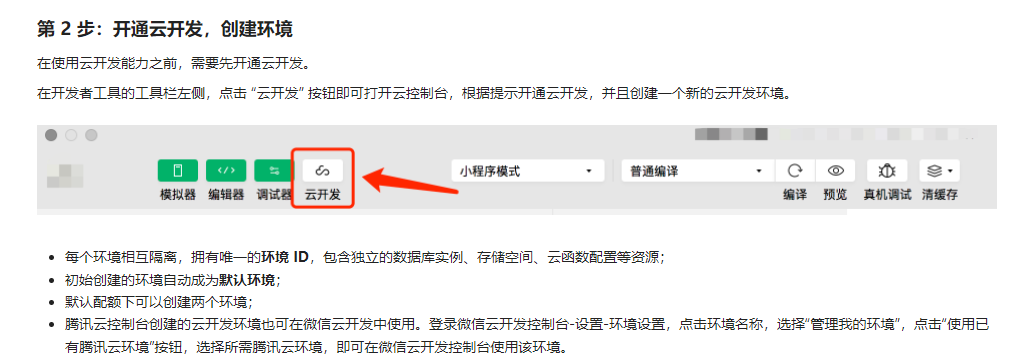 第 2 步：开通云开发，创建环境
在使用云开发能力之前，需要先开通云开发。
在开发者工具的工具栏左侧，点击 “云开发” 按钮即可打开云控制台，根据提示开通云开发，并且创建一个新的云开发环境。
小程序模式 普通编译
模拟器 编辑器 调试器 云开发 编译 预览 真机调试 清缓存
每个环境相互隔离，拥有唯一的环境 ID，包含独立的数据库实例、存储空间、云函数配置等资源；
初始创建的环境自动成为默认环境；
默认配额下可以创建两个环境；
腾讯云控制台创建的云开发环境也可在微信云开发中使用。登录微信云开发控制台-设置-环境设置，点击环境名称，选择“管理我的环境”，点击“使用已
有腾讯云环境”按钮，选择所需腾讯云环境，即可在微信云开发控制台使用该环境。